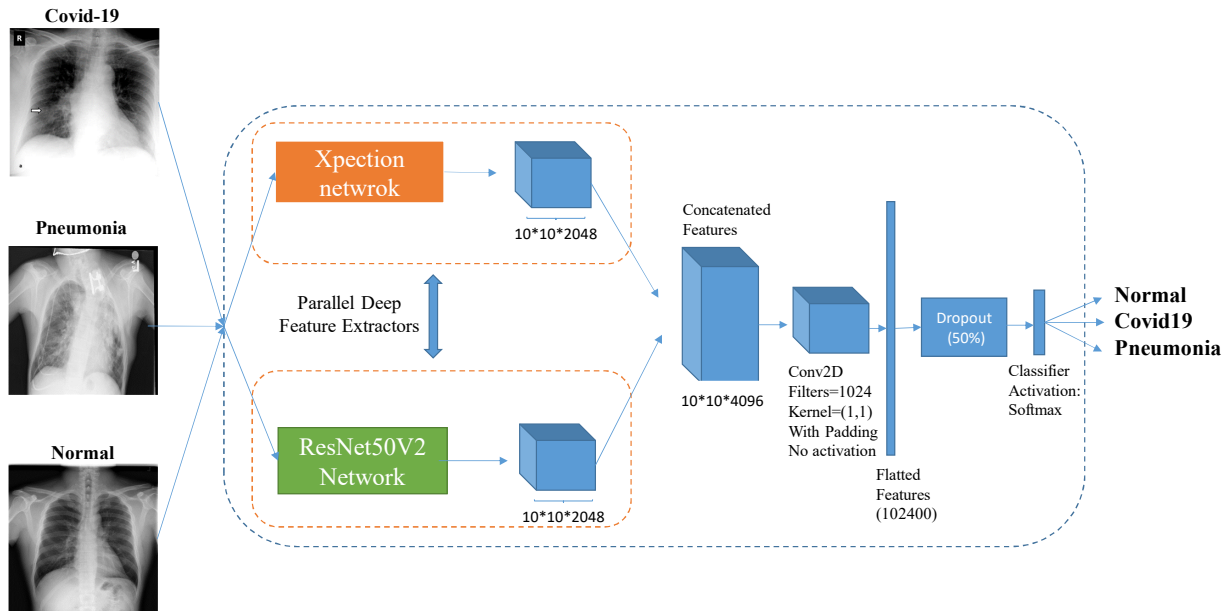 Covid-19
R
Pneumonia
Normal
Xpection
netwrok
10*10*2048
Parallel Deep
Feature Extractors
ResNet50V2
Network
10*10*2048
Concatenated
Features
10*10*4096
Conv2D
Filters=1024
Kernel=(1,1)
With Padding
No activation
Flatted
Features
(102400)
Dropout
(50%)
Classifier
Activation:
Softmax
Normal
Covid19
Pneumonia